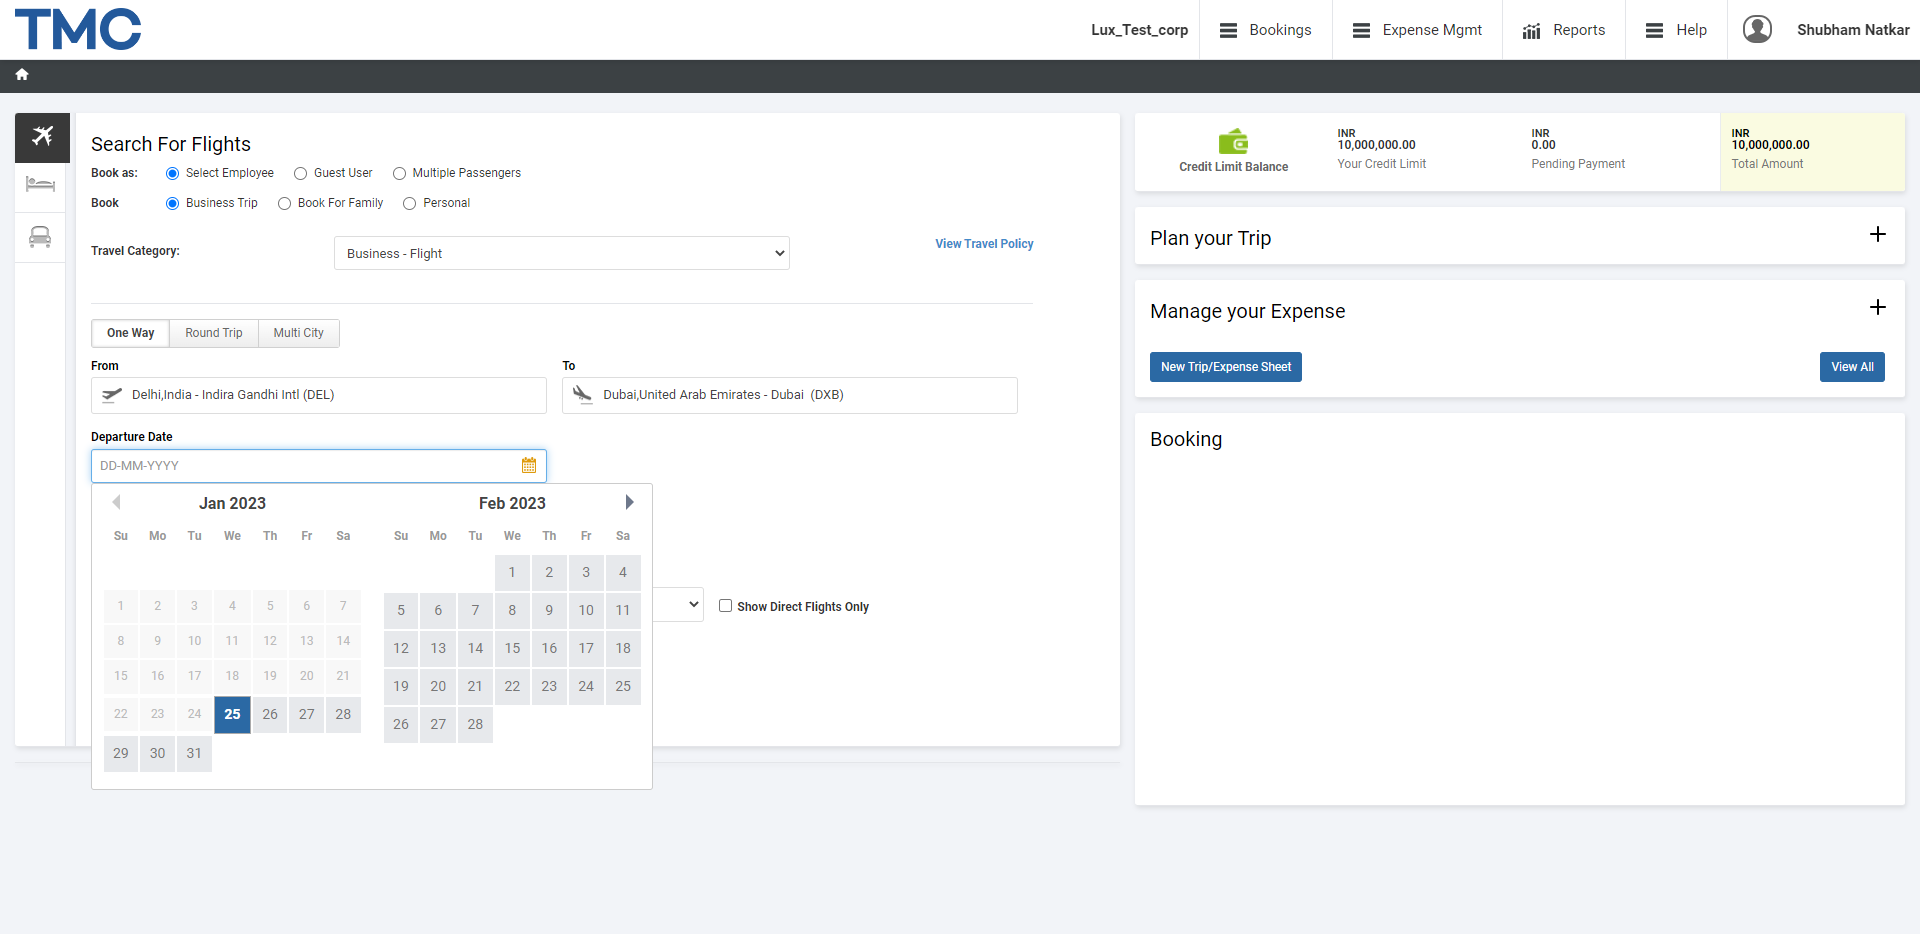 TMC
Lux_Test_corp
Bookings
Expense Mgmt
Reports
Help
Shubham Natkar
Search For Flights
Book as: Select Employee Guest User Multiple Passengers
Book Business Trip Book For Family Personal
Travel Category: Business - Flight View Travel Policy
One Way Round Trip Multi City
From To
Delhi,India - Indira Gandhi Intl (DEL) Dubai,United Arab Emirates - Dubai (DXB)
Departure Date
DD-MM-YYYY
Jan 2023
Su Mo Tu We Th Fr Sa
1 2 3 4 5 6 7
8 9 10 11 12 13 14
15 16 17 18 19 20 21
22 23 24 25 26 27 28
29 30 31
Feb 2023
Su Mo Tu We Th Fr Sa
1 2 3 4
5 6 7 8 9 10 11
12 13 14 15 16 17 18
19 20 21 22 23 24 25
26 27 28
Show Direct Flights Only
Credit Limit Balance
INR
10,000,000.00
Your Credit Limit
INR
0.00
Pending Payment
INR
10,000,000.00
Total Amount
Plan your Trip
Manage your Expense
New Trip/Expense Sheet View All
Booking